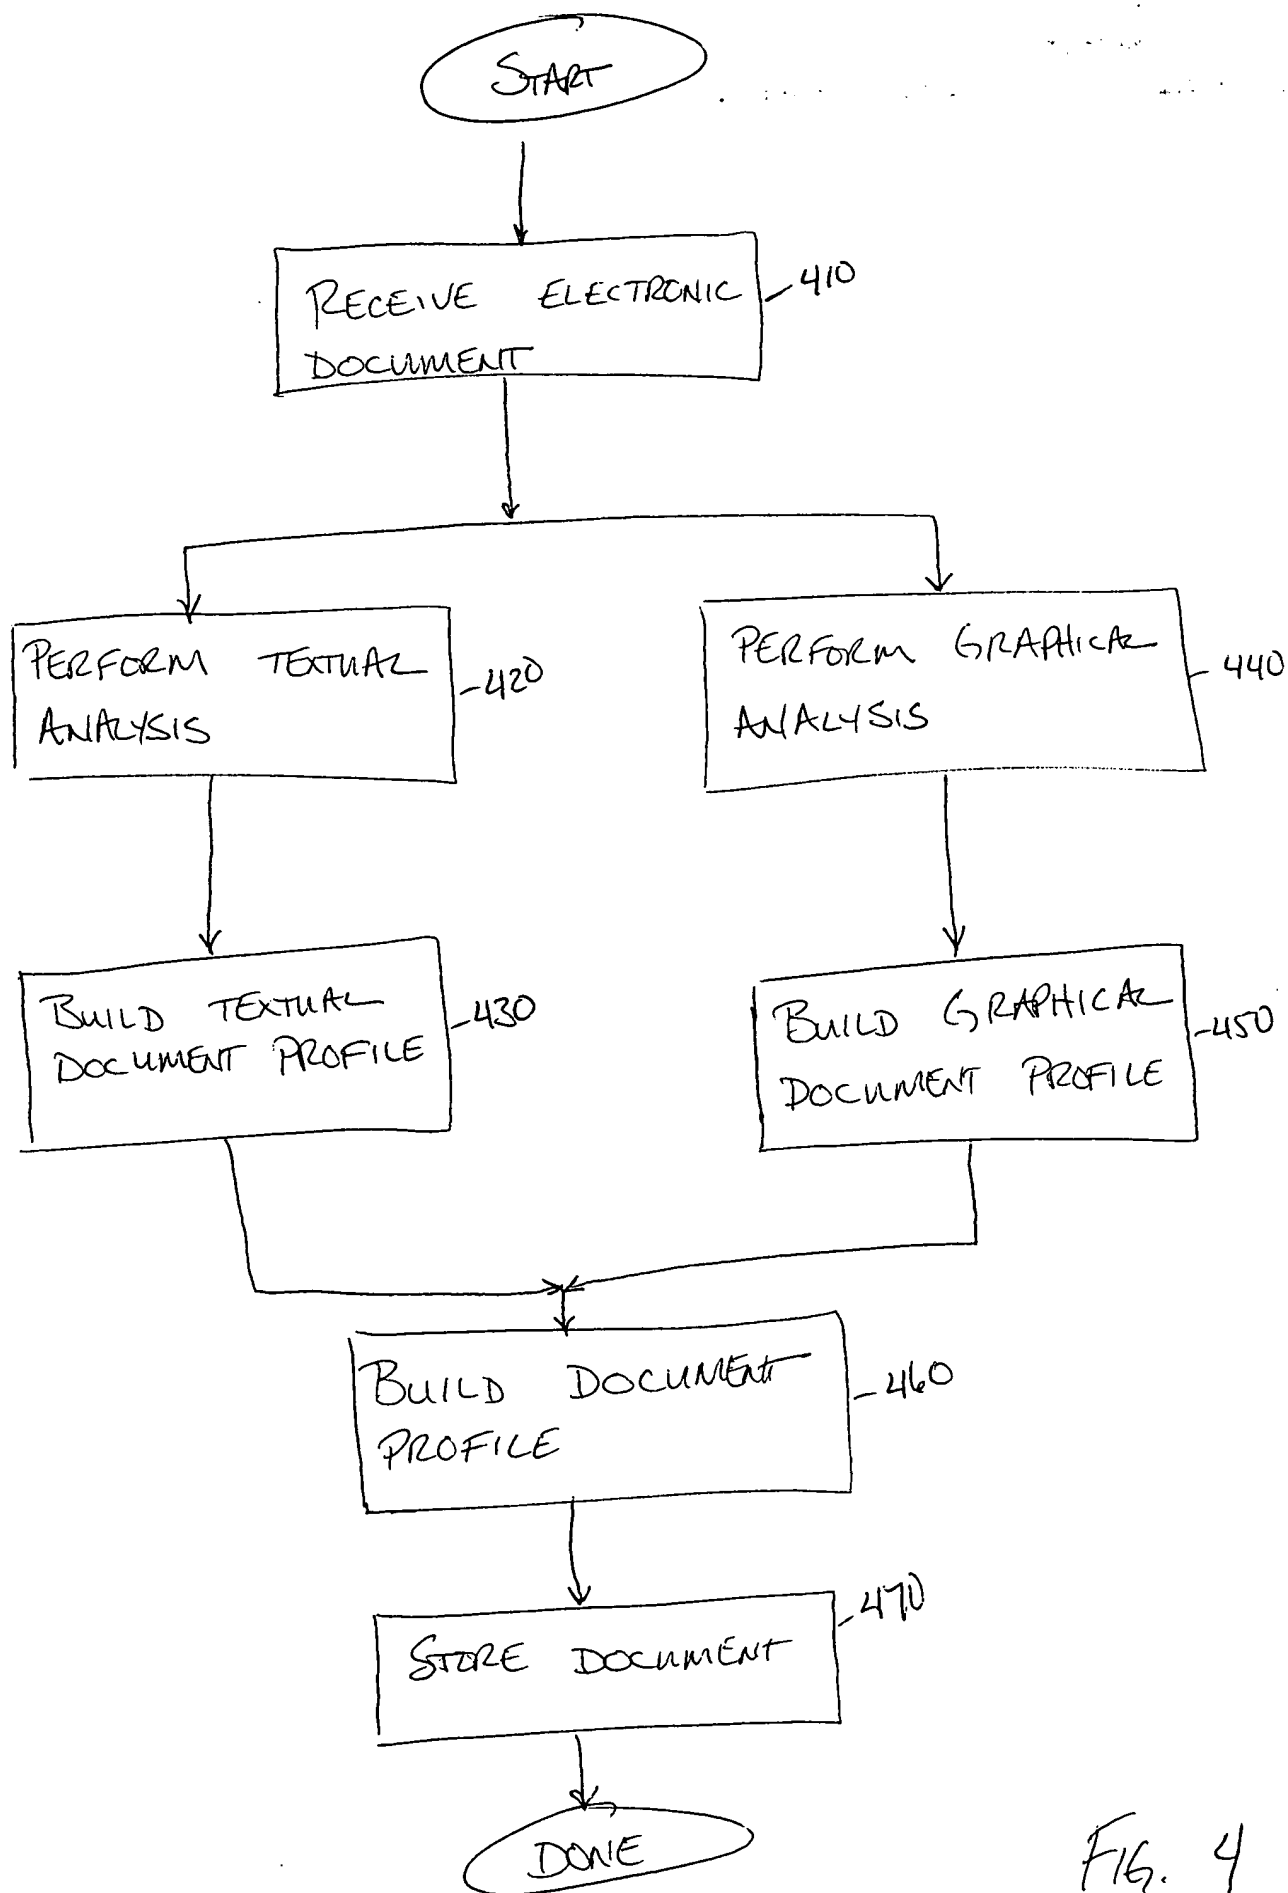 START
RECEIVE ELECTRONIC
DOCUMENT
410
PERFORM TEXTUAL
ANALYSIS
420
PERFORM GRAPHICAL
ANALYSIS
440
BUILD TEXTUAL
DOCUMENT PROFILE
430
BUILD GRAPHICAL
DOCUMENT PROFILE
450
BUILD DOCUMENT
PROFILE
460
STORE DOCUMENT
470
DONE
FIG. 4